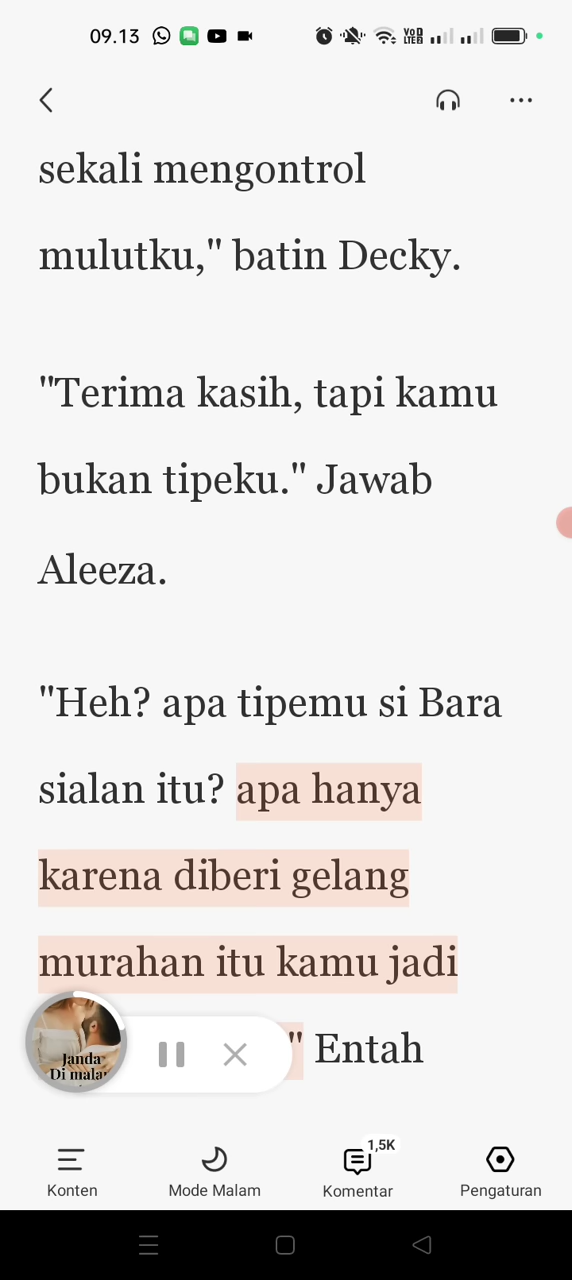 09.13
VoD
LTED
sekali mengontrol
mulutku," batin Decky.
"Terima kasih, tapi kamu
bukan tipeku." Jawab
Aleeza.
"Heh? apa tipemu si Bara
sialan itu? apa hanya
karena diberi gelang
murahan itu kamu jadi
" Entah
Janda
Di mala
1,5K
Konten
Mode Malam
Komentar
Pengaturan